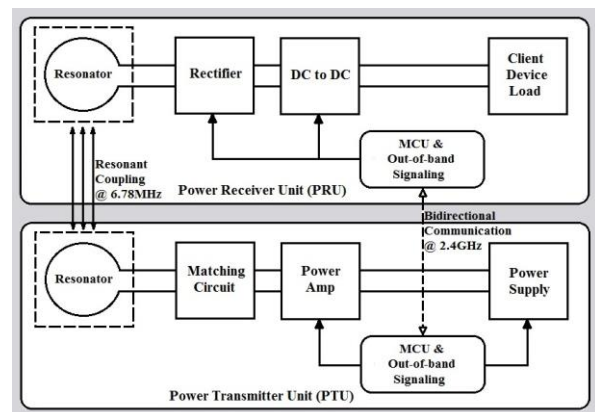 Resonator
Rectifier
DC to DC
Client
Device
Load
MCU &
Out-of-band
Signaling
Resonant
Coupling
@ 6.78MHz
Power Receiver Unit (PRU)
Bidirectional
Communication
@ 2.4GHz
Resonator
Matching
Circuit
Power
Amp
Power
Supply
MCU &
Out-of-band
Signaling
Power Transmitter Unit (PTU)